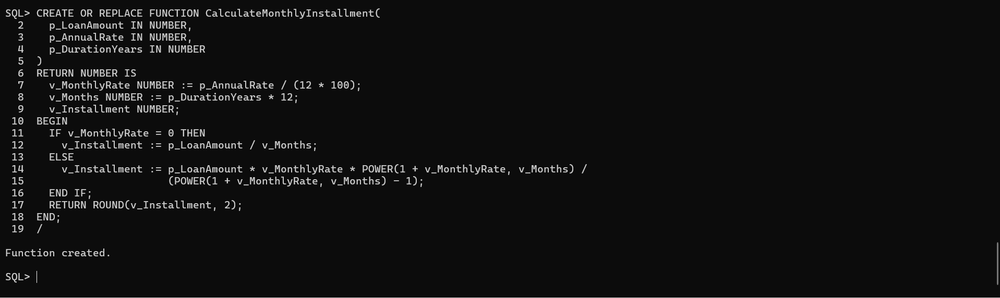 SQL> CREATE OR REPLACE FUNCTION CalculateMonthlyInstallment(
  2    p_LoanAmount IN NUMBER,
  3    p_AnnualRate IN NUMBER,
  4    p_DurationYears IN NUMBER
  5  )
  6  RETURN NUMBER IS
  7    v_MonthlyRate NUMBER := p_AnnualRate / (12 * 100);
  8    v_Months NUMBER := p_DurationYears * 12;
  9    v_Installment NUMBER;
 10  BEGIN
 11    IF v_MonthlyRate = 0 THEN
 12      v_Installment := p_LoanAmount / v_Months;
 13    ELSE
 14      v_Installment := p_LoanAmount * v_MonthlyRate * POWER(1 + v_MonthlyRate, v_Months) /
 15                       (POWER(1 + v_MonthlyRate, v_Months) - 1);
 16    END IF;
 17    RETURN ROUND(v_Installment, 2);
 18  END;
 19  /
Function created.
SQL>